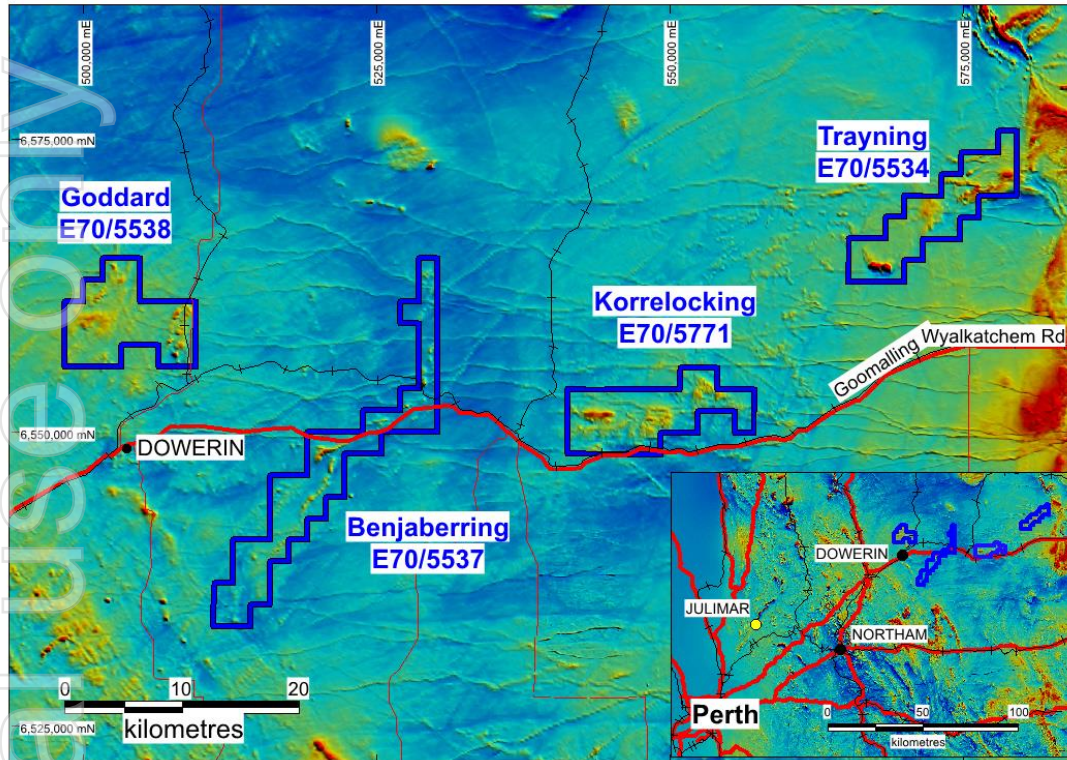 500,000 mE
525,000 mE
550,000 mE
575,000 mE
6,575,000 mN
Trayning
E70/5534
Goddard
E70/5538
Korrelocking
E70/5771
Goomalling Wyalkatchem Rd
6,550,000 mN
DOWERIN
Benjaberring
E70/5537
0 10 20
kilometres
6,525,000 mN
DOWERIN
JULIMAR
NORTHAM
Perth
0 50 100
kilometres
use only